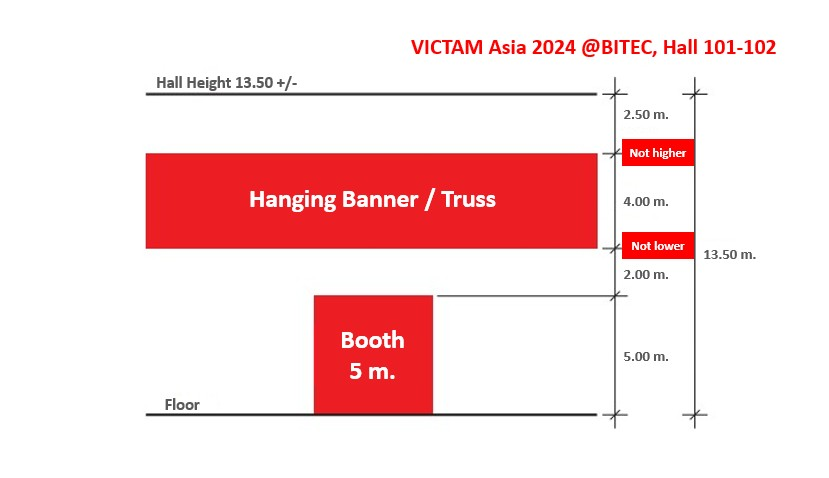 VICTAM Asia 2024 @BITEC, Hall 101-102
Hall Height 13.50 +/-
2.50 m.
Not higher
Hanging Banner / Truss
4.00 m.
Not lower
13.50 m.
2.00 m.
Booth
5 m.
5.00 m.
Floor